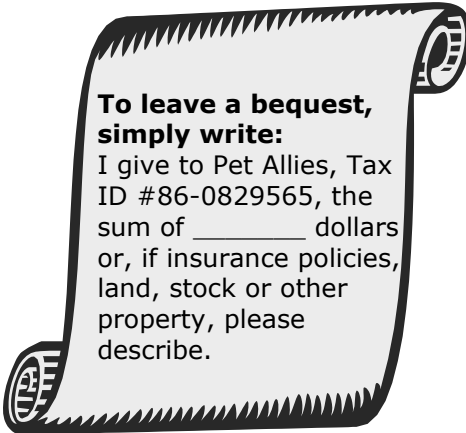 To leave a bequest,
simply write:
I give to Pet Allies, Tax
ID #86-0829565, the
sum of ________ dollars
or, if insurance policies,
land, stock or other
property, please
describe.